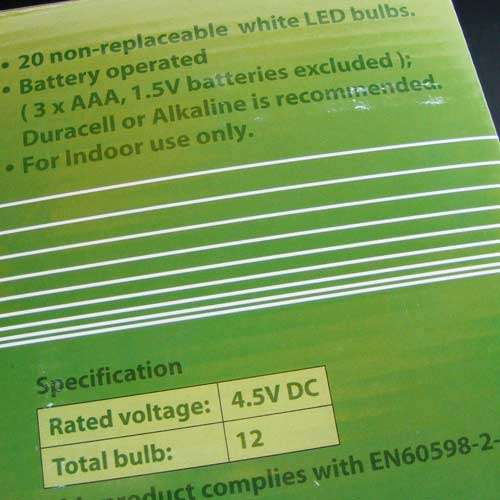 • 20 non-replaceable white LED bulbs.
• Battery operated
( 3 x AAA, 1.5V batteries excluded );
Duracell or Alkaline is recommended.
• For Indoor use only.
Specification
Rated voltage: 4.5V DC
Total bulb: 12
product complies with EN60598-2-